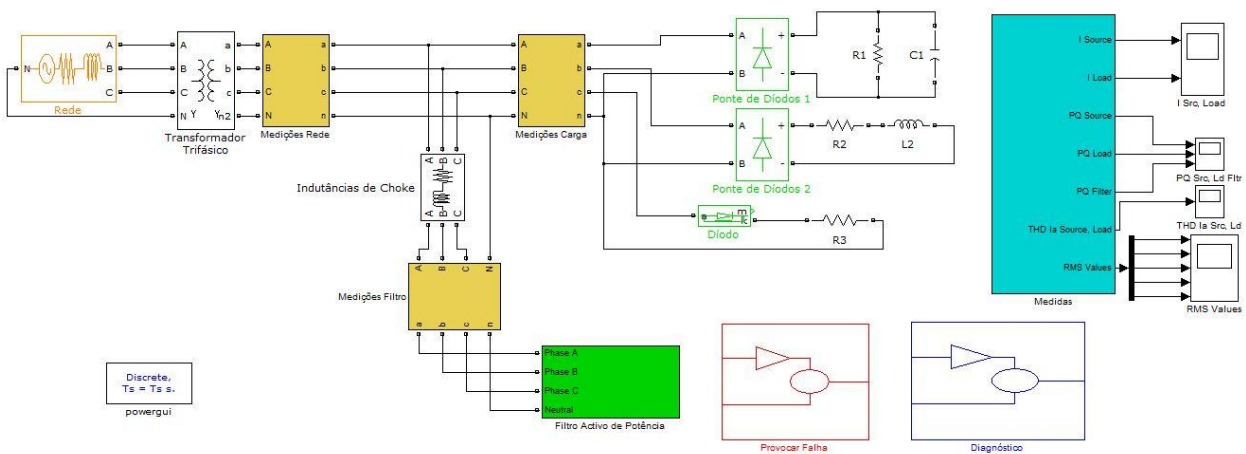 N
A
B
C
Rede
A
B
C
N
a
b
c
Y
Yn2
Transformador
Trifásico
A
B
C
N
a
b
c
n
Medições Rede
A
B
C
N
a
b
c
n
Medições Carga
A
B
+
-
Ponte de Díodos 1
R1
C1
A
B
+
-
Ponte de Díodos 2
R2
L2
a
m
k
Díodo
R3
Indutâncias de Choke
A
B
C
A
B
C
Medições Filtro
A
B
C
N
a
b
c
n
Phase A
Phase B
Phase C
Neutral
Filtro Activo de Potência
Discrete,
Ts = Ts s.
powergui
Provocar Falha
Diagnóstico
I Source
I Load
PQ Source
PQ Load
PQ Filter
THD Ia Source, Load
RMS Values
Medidas
I Src, Load
PQ Src, Ld Fltr
THD Ia Src, Ld
RMS Values